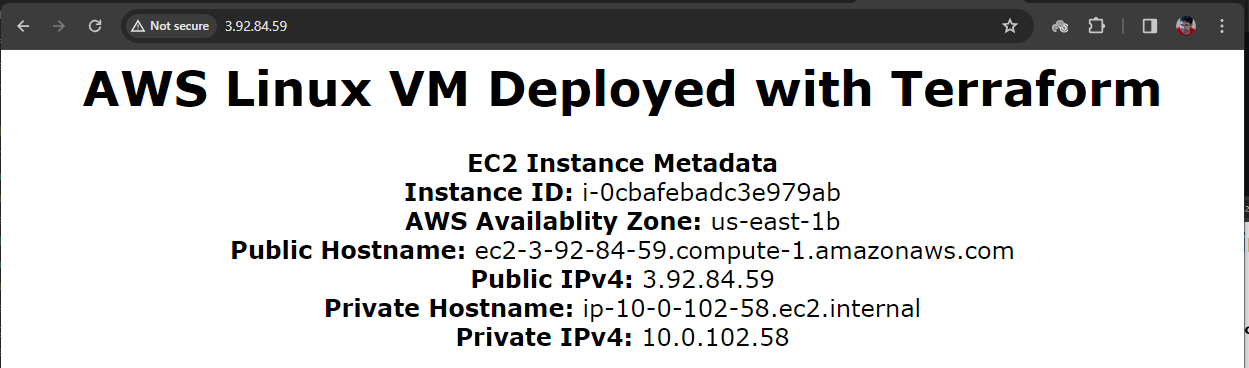 Not secure 3.92.84.59
AWS Linux VM Deployed with Terraform
EC2 Instance Metadata
Instance ID: i-0cbafebadc3e979ab
AWS Availablity Zone: us-east-1b
Public Hostname: ec2-3-92-84-59.compute-1.amazonaws.com
Public IPv4: 3.92.84.59
Private Hostname: ip-10-0-102-58.ec2.internal
Private IPv4: 10.0.102.58